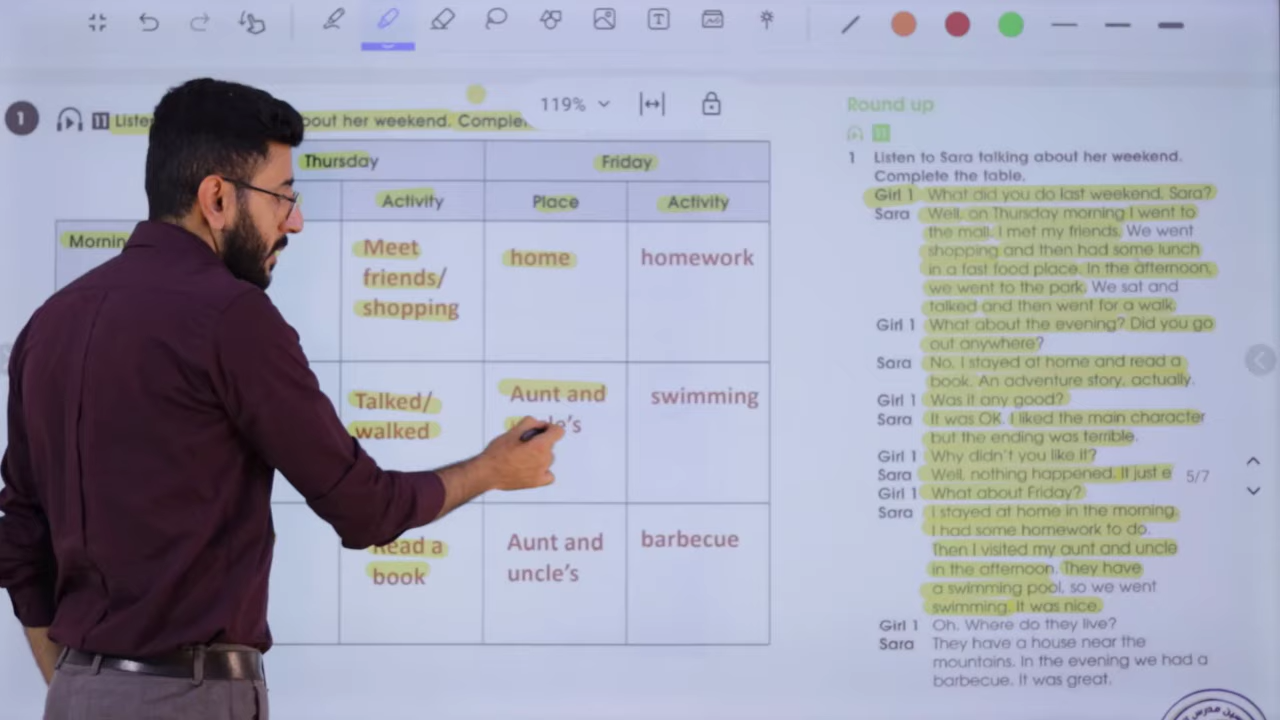 119%
1
11 Listen about her weekend.
Thursday Friday
Activity Place Activity
Meet
friends/
shopping
home
homework
Talked/
walked
Aunt and
swimming
Read a
book
Aunt and
uncle's
barbecue
Round up
11
1 Listen to Sara talking about her weekend.
Complete the table.
Girl 1 What did you do last weekend, Sara?
Sara Well, on Thursday morning I went to
the mall. I met my friends. We went
shopping and then had some lunch
in a fast food place. In the afternoon,
we went to the park. We sat and
talked and then went for a walk.
Girl 1 What about the evening? Did you go
out anywhere?
Sara No, I stayed at home and read a
book. An adventure story, actually.
Girl 1 Was it any good?
Sara It was OK. I liked the main character
but the ending was terrible.
Girl 1 Why didn't you like it?
Sara Well, nothing happened. It just e
5/7
Girl 1 What about Friday?
Sara I stayed at home in the morning.
I had some homework to do.
Then I visited my aunt and uncle
in the afternoon. They have
a swimming pool, so we went
swimming. It was nice.
Girl 1 Oh. Where do they live?
Sara They have a house near the
mountains. In the evening we had a
barbecue. It was great.